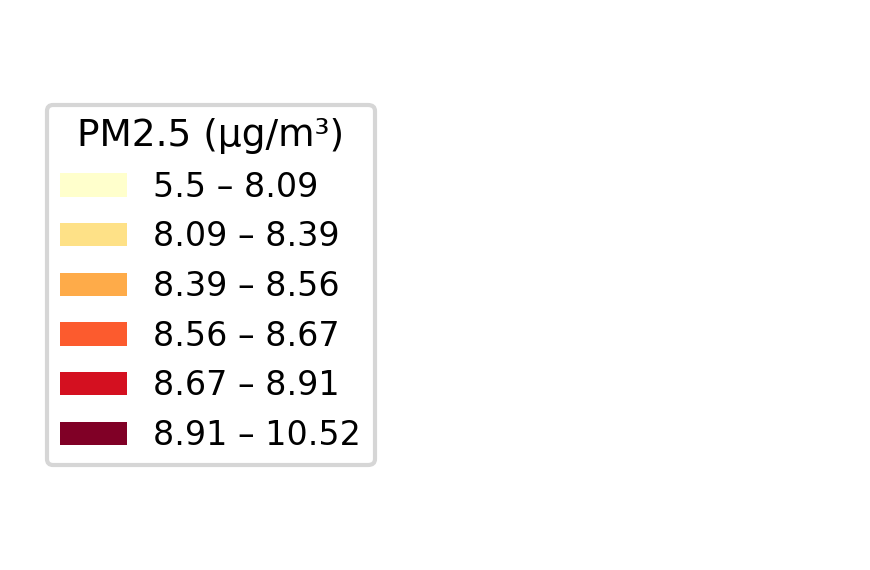 PM2.5 (µg/m³)
5.5 – 8.09
8.09 – 8.39
8.39 – 8.56
8.56 – 8.67
8.67 – 8.91
8.91 – 10.52